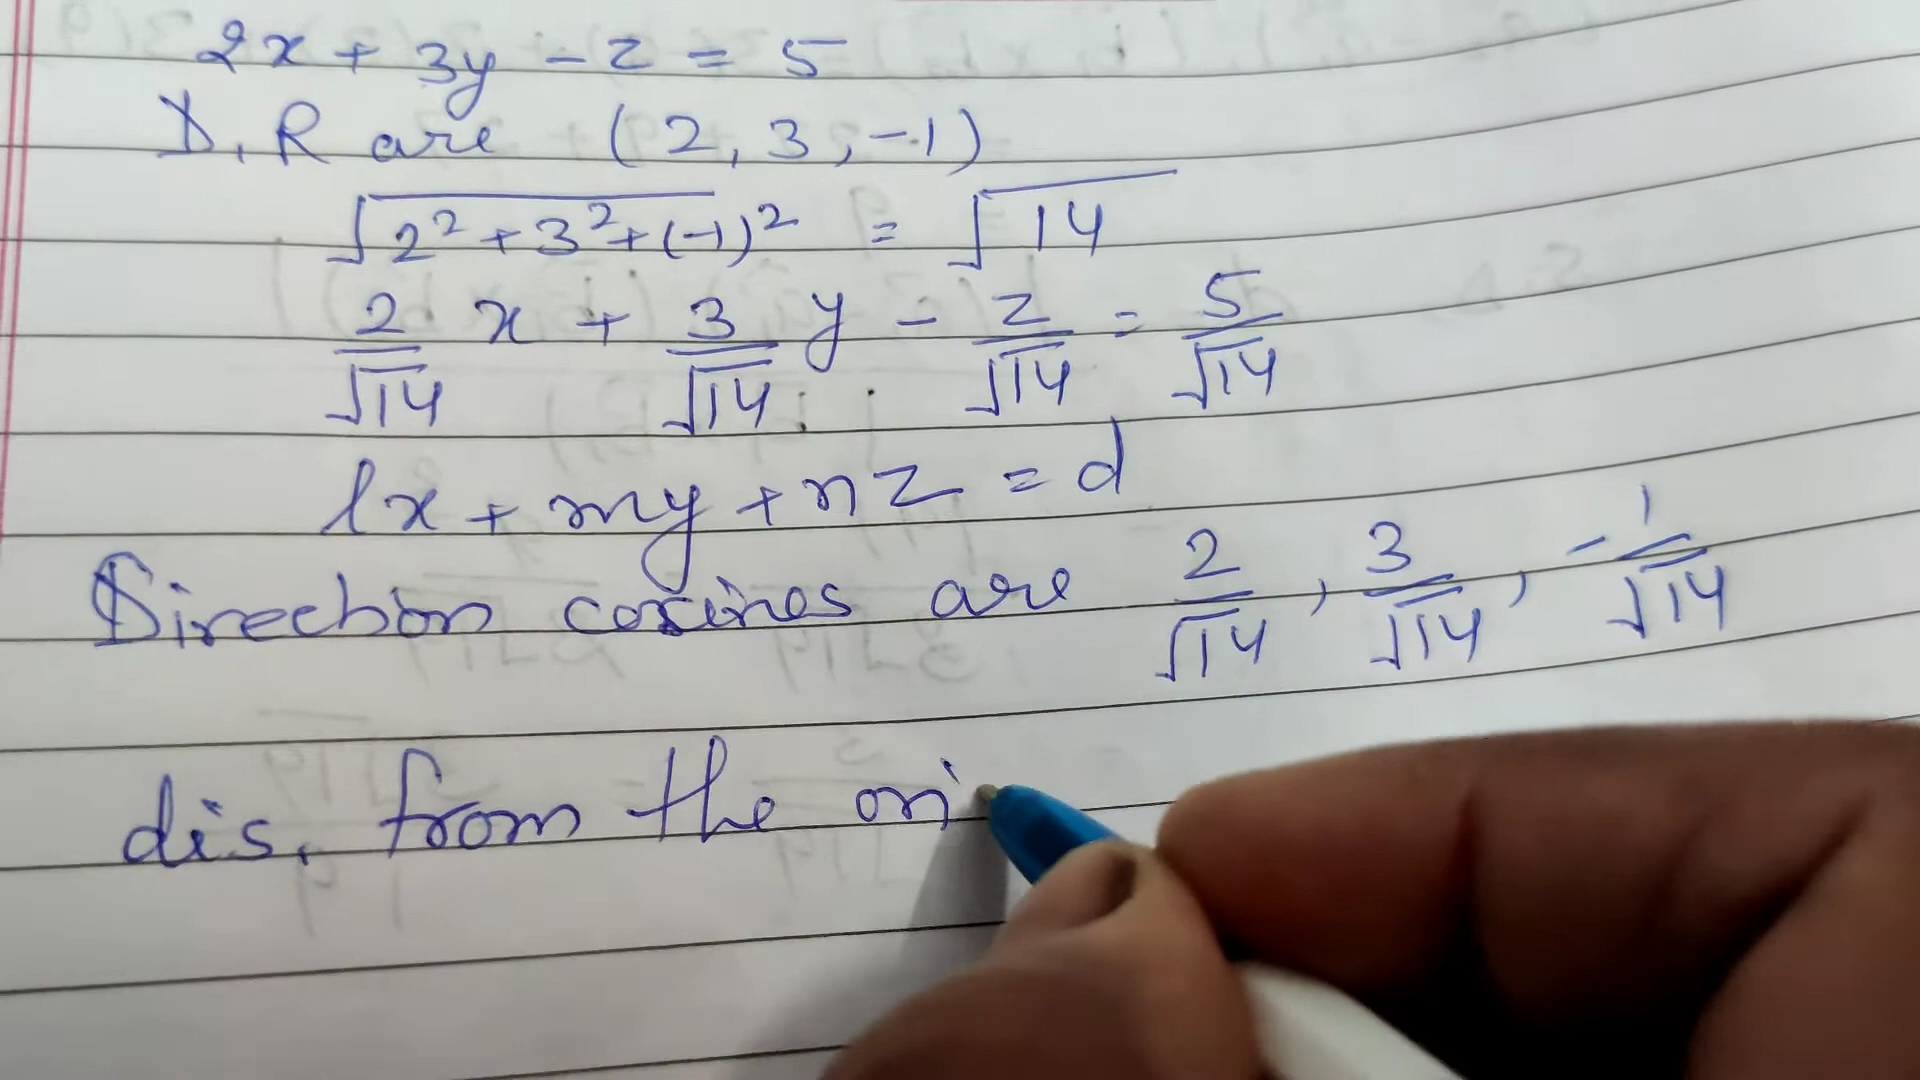 2x + 3y - z = 5
D.R are (2, 3, -1)
√2² + 3² + (-1)² = √14
2/√14 x + 3/√14 y - z/√14 = 5/√14
lx + my + nz = d
Direction cosines are 2/√14, 3/√14, -1/√14
dis. from the ori